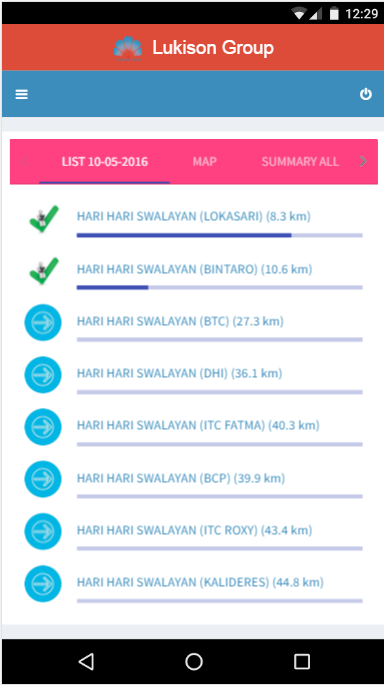 12:29
Lukison Group
LIST 10-05-2016 MAP SUMMARY ALL
HARI HARI SWALAYAN (LOKASARI) (8.3 km)
HARI HARI SWALAYAN (BINTARO) (10.6 km)
HARI HARI SWALAYAN (BTC) (27.3 km)
HARI HARI SWALAYAN (DHI) (36.1 km)
HARI HARI SWALAYAN (ITC FATMA) (40.3 km)
HARI HARI SWALAYAN (BCP) (39.9 km)
HARI HARI SWALAYAN (ITC ROXY) (43.4 km)
HARI HARI SWALAYAN (KALIDERES) (44.8 km)